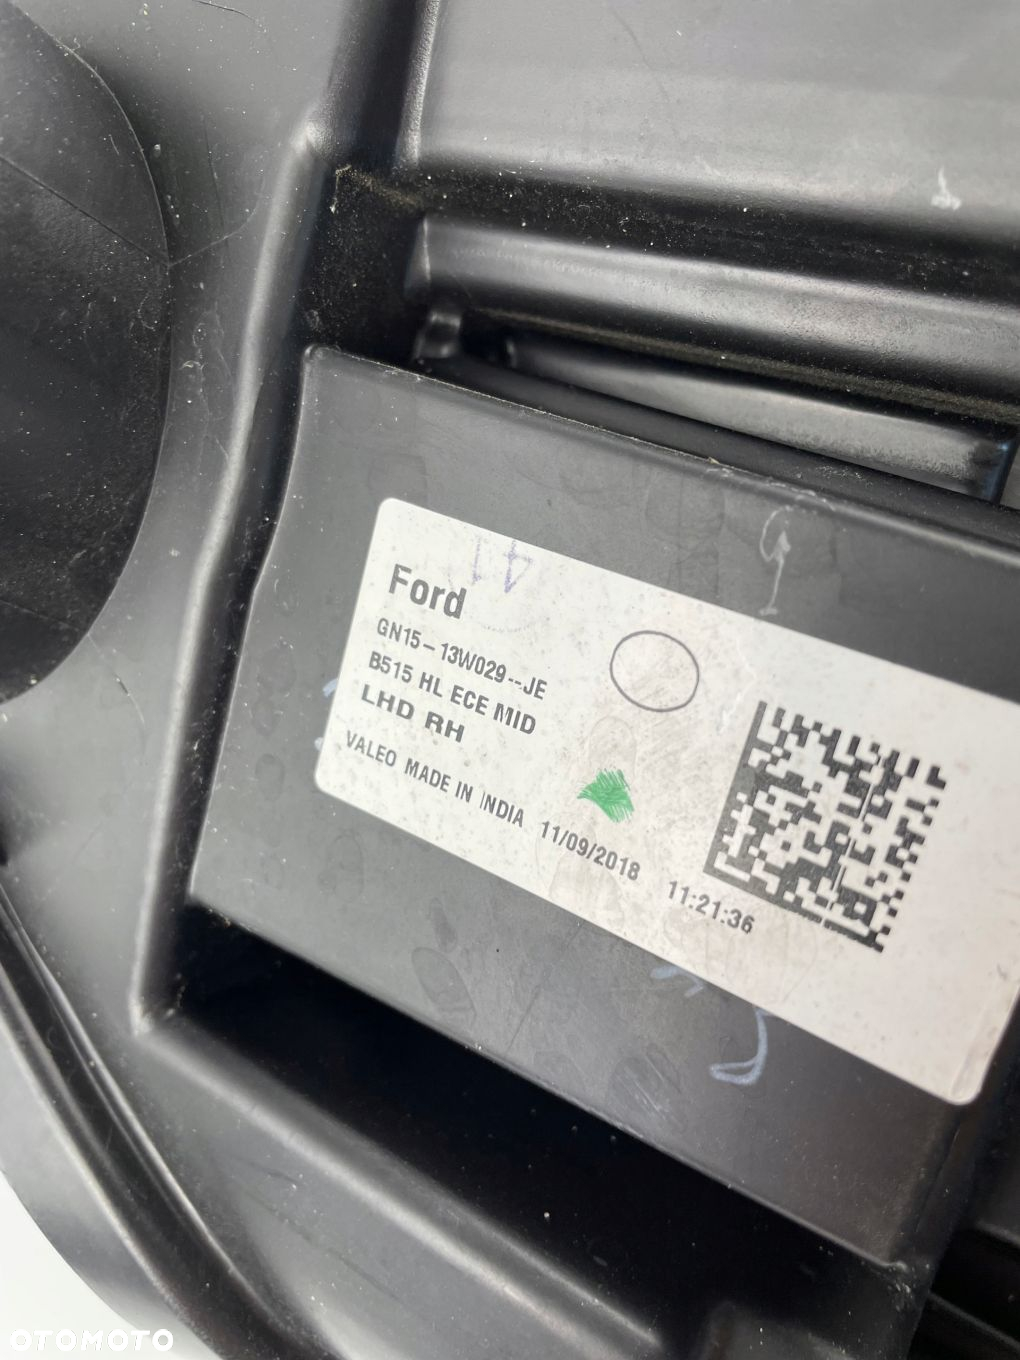 41
Ford
GN15-13W029--JE
B515 HL ECE MID
LHD RH
VALEO MADE IN INDIA 11/09/2018 11:21:36
OTOMOTO